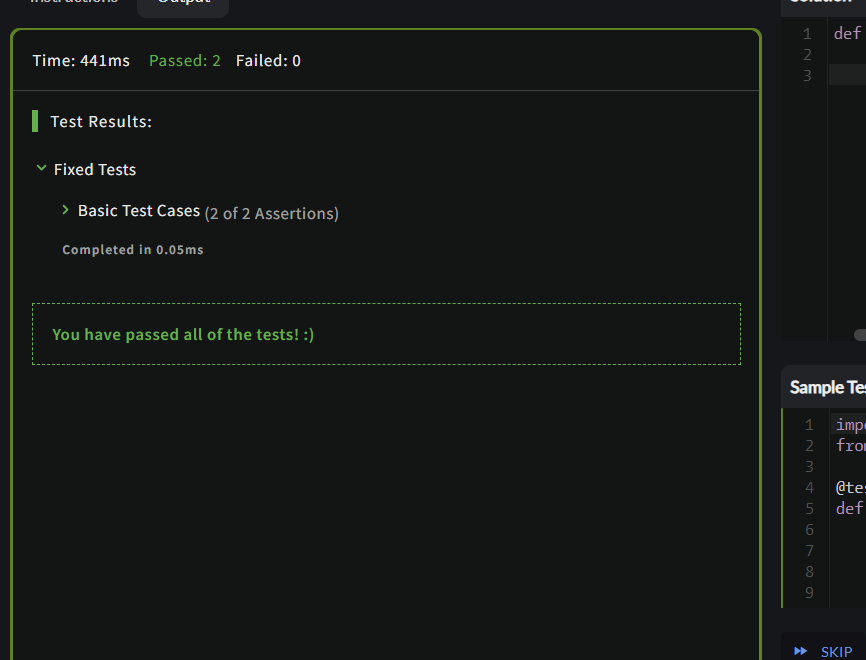 Instructions Output
Time: 441ms Passed: 2 Failed: 0
Test Results:
Fixed Tests
Basic Test Cases (2 of 2 Assertions)
Completed in 0.05ms
You have passed all of the tests! :)
Solution
1 def
2
3
Sample Tes
1 impo
2 from
3
4 @tes
5 def
6
7
8
9
SKIP